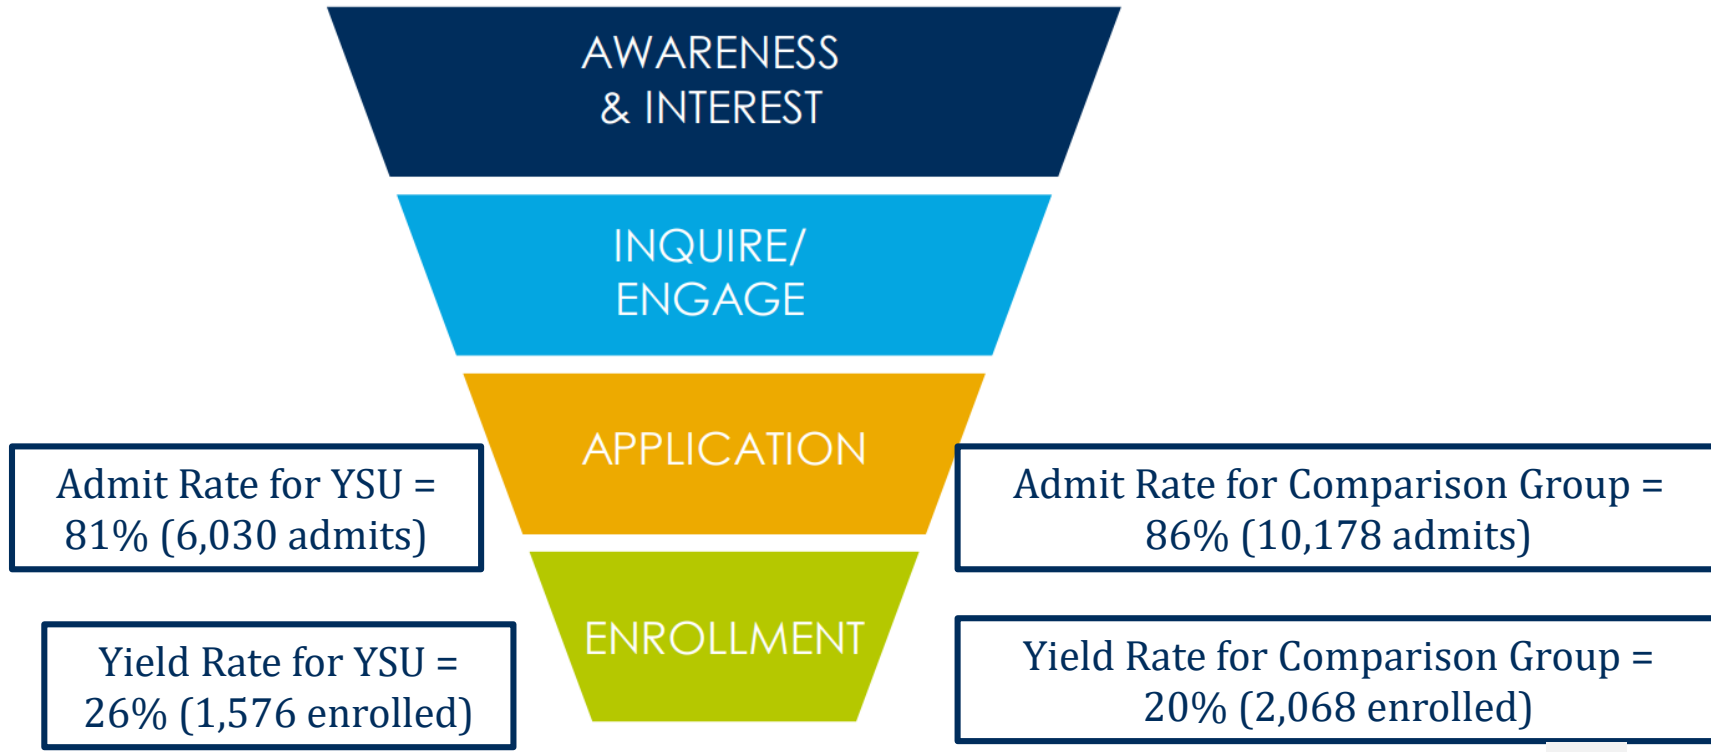 AWARENESS
& INTEREST
INQUIRE/
ENGAGE
APPLICATION
Admit Rate for YSU =
81% (6,030 admits)
Admit Rate for Comparison Group =
86% (10,178 admits)
ENROLLMENT
Yield Rate for YSU =
26% (1,576 enrolled)
Yield Rate for Comparison Group =
20% (2,068 enrolled)